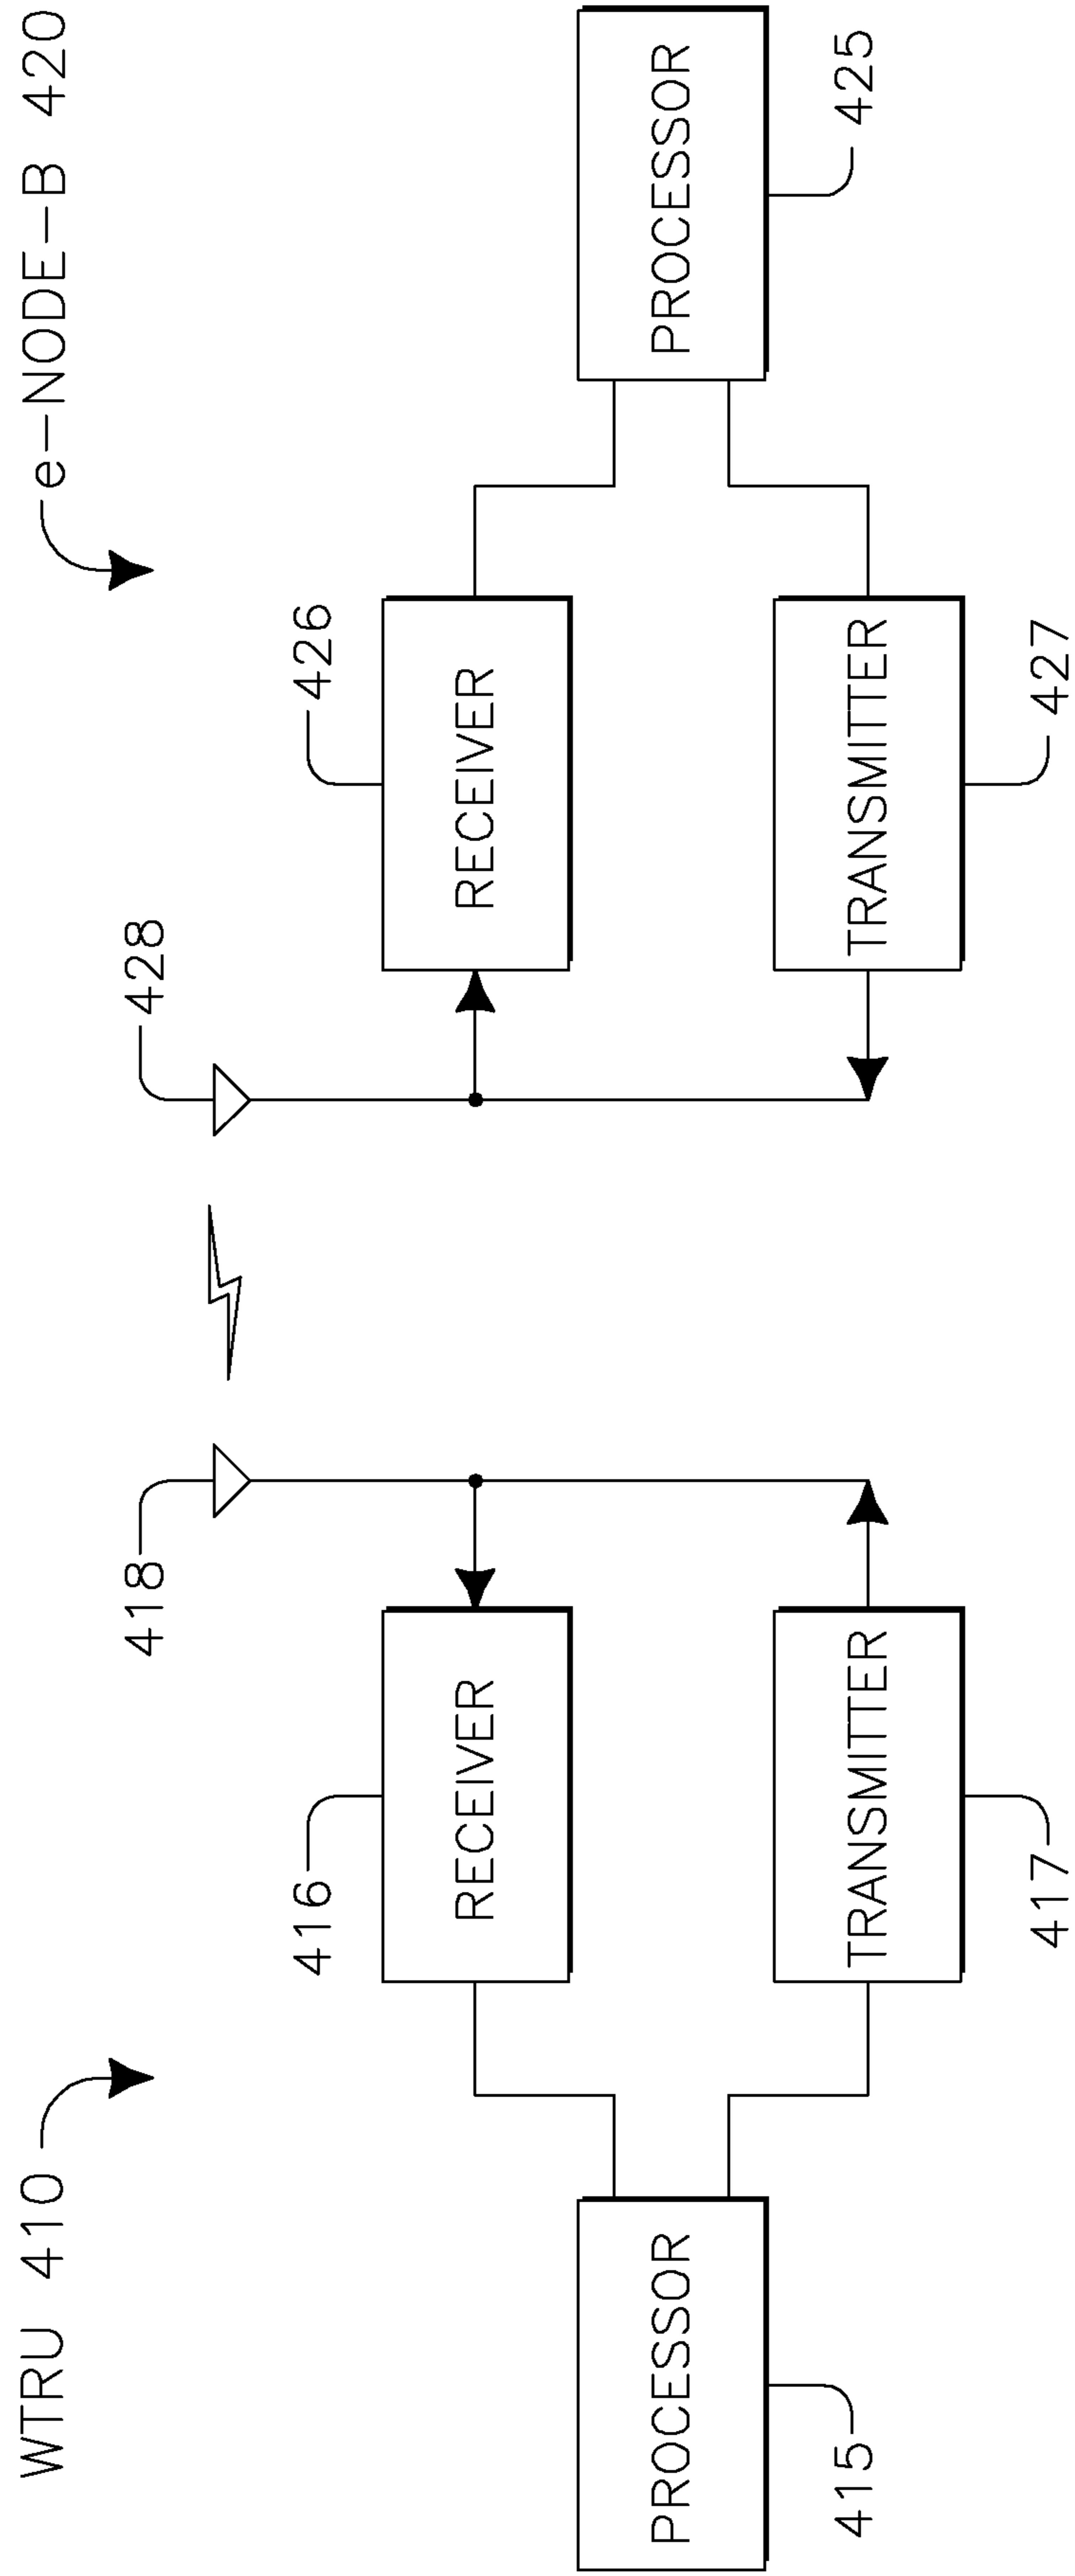 WTRU 410
e-NODE-B 420
418
428
416
426
RECEIVER
RECEIVER
PROCESSOR
PROCESSOR
415
425
TRANSMITTER
TRANSMITTER
417
427